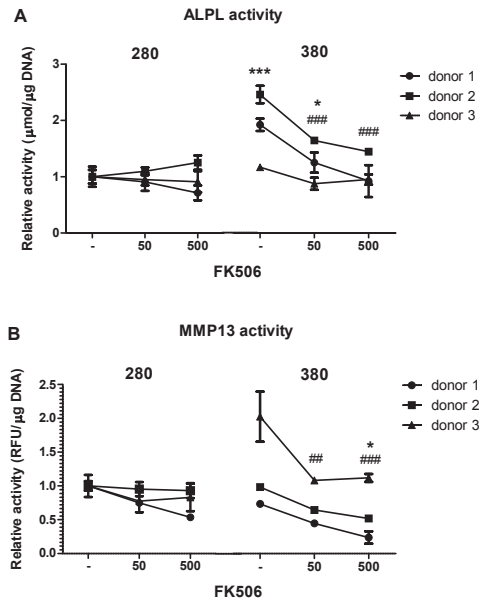 A
ALPL activity
280 380
Relative activity (µmol/µg DNA)
3
2
1
0
***
*
###
###
donor 1
donor 2
donor 3
- 50 500 - 50 500
FK506
B
MMP13 activity
280 380
Relative activity (RFU/µg DNA)
2.5
2.0
1.5
1.0
0.5
0.0
##
*
###
donor 1
donor 2
donor 3
- 50 500 - 50 500
FK506